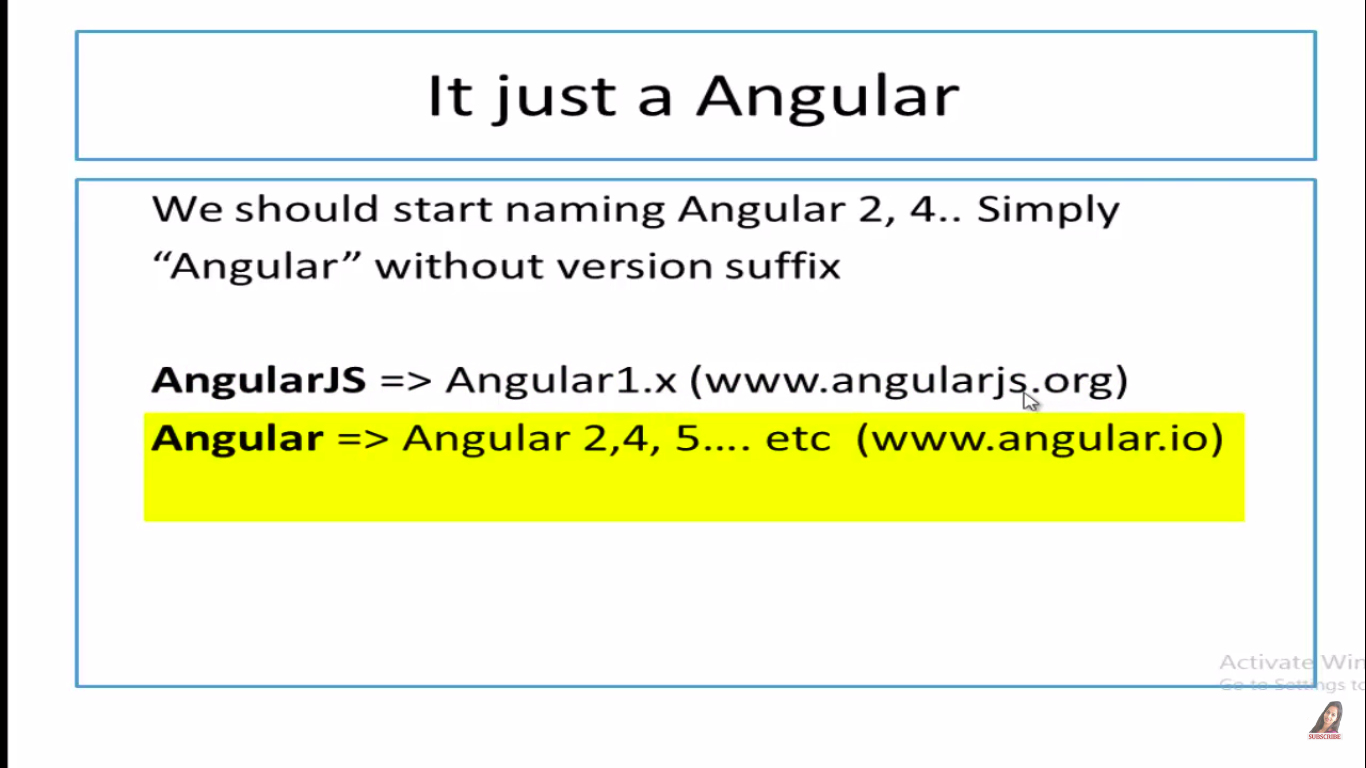 It just a Angular
We should start naming Angular 2, 4.. Simply
“Angular” without version suffix
AngularJS => Angular1.x (www.angularjs.org)
Angular => Angular 2,4, 5.... etc (www.angular.io)
Activate Win
Go to Settings to
SUBSCRIBE